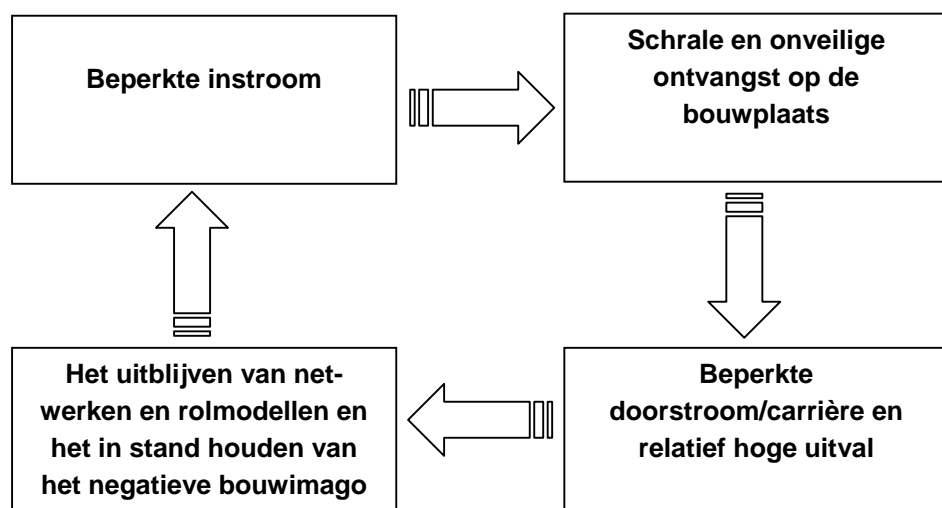 Beperkte instroom
Schrale en onveilige
ontvangst op de
bouwplaats
Het uitblijven van net-
werken en rolmodellen en
het in stand houden van
het negatieve bouwimago
Beperkte
doorstroom/carrière en
relatief hoge uitval